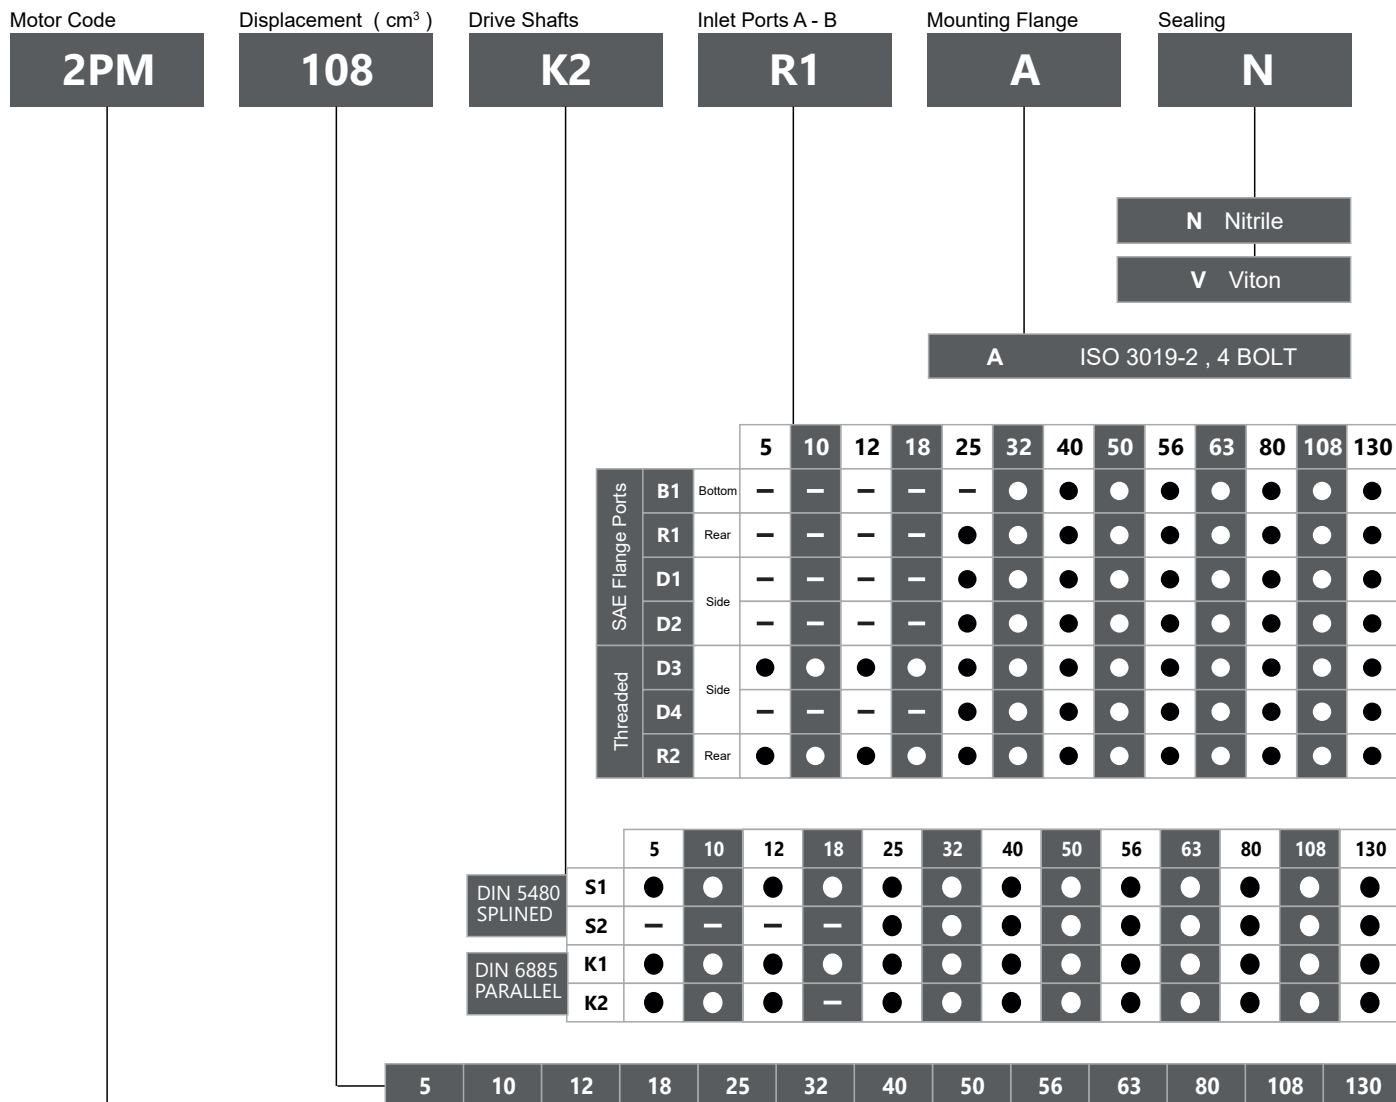 Motor Code Displacement ( cm³ ) Drive Shafts Inlet Ports A - B Mounting Flange Sealing
2PM 108 K2 R1 A N
N Nitrile
V Viton
A ISO 3019-2 , 4 BOLT
5 10 12 18 25 32 40 50 56 63 80 108 130
SAE Flange Ports
B1 Bottom – – – – – ● ● ● ● ● ● ● ●
R1 Rear – – – – ● ● ● ● ● ● ● ● ●
D1 – – – – ● ● ● ● ● ● ● ● ●
Side
D2 – – – – ● ● ● ● ● ● ● ● ●
Threaded
D3 ● ● ● ● ● ● ● ● ● ● ● ● ●
Side
D4 – – – – ● ● ● ● ● ● ● ● ●
R2 Rear ● ● ● ● ● ● ● ● ● ● ● ● ●
5 10 12 18 25 32 40 50 56 63 80 108 130
DIN 5480
SPLINED
S1 ● ● ● ● ● ● ● ● ● ● ● ● ●
S2 – – – – ● ● ● ● ● ● ● ● ●
DIN 6885
PARALLEL
K1 ● ● ● ● ● ● ● ● ● ● ● ● ●
K2 ● ● ● – ● ● ● ● ● ● ● ● ●
5 10 12 18 25 32 40 50 56 63 80 108 130